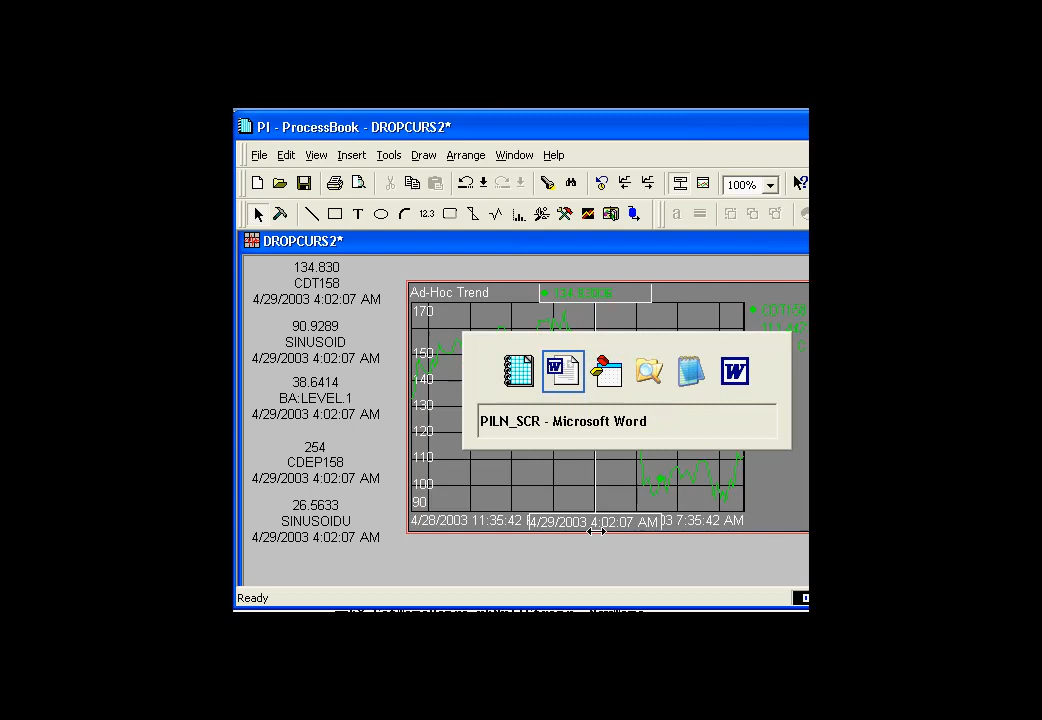 PI - ProcessBook - DROPCURS2*
File Edit View Insert Tools Draw Arrange Window Help
100%
T 12.3 a
DROPCURS2*
134.830
CDT158
4/29/2003 4:02:07 AM
90.9289
SINUSOID
4/29/2003 4:02:07 AM
38.6414
BA:LEVEL.1
4/29/2003 4:02:07 AM
254
CDEP158
4/29/2003 4:02:07 AM
26.5633
SINUSOIDU
4/29/2003 4:02:07 AM
Ad-Hoc Trend
170
150
140
130
120
110
100
90
CDT158
PILN_SCR - Microsoft Word
4/28/2003 11:35:42
4/29/2003 4:02:07 AM
03 7:35:42 AM
Ready